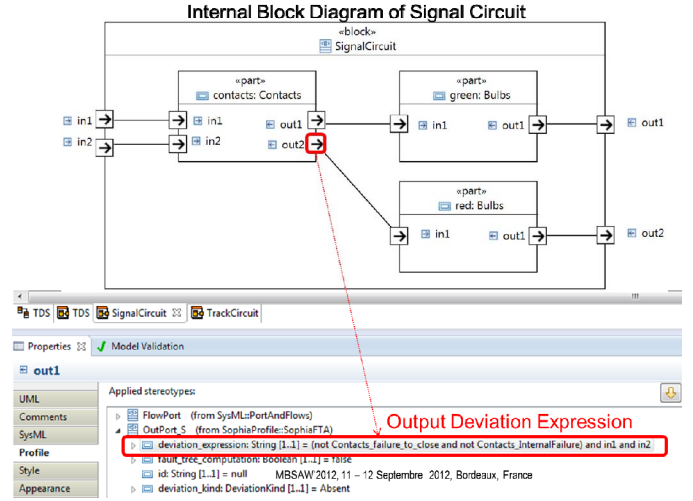 Internal Block Diagram of Signal Circuit
«block»
SignalCircuit
«part»
contacts: Contacts
«part»
green: Bulbs
in1
in1
out1
in1
out1
out1
in2
in2
out2
«part»
red: Bulbs
in1
out1
out2
TDS
TDS
SignalCircuit
TrackCircuit
Properties
Model Validation
out1
UML
Comments
SysML
Profile
Style
Appearance
Applied stereotypes:
FlowPort (from SysML::PortAndFlows)
OutPort_S (from SophiaProfile::SophiaFTA)
Output Deviation Expression
deviation_expression: String [1..1] = (not Contacts_failure_to_close and not Contacts_InternalFailure) and in1 and in2
fault_tree_computation: Boolean [1..1] = false
id: String [1..1] = null
MBSAW'2012, 11 – 12 Septembre 2012, Bordeaux, France
deviation_kind: DeviationKind [1..1] = Absent